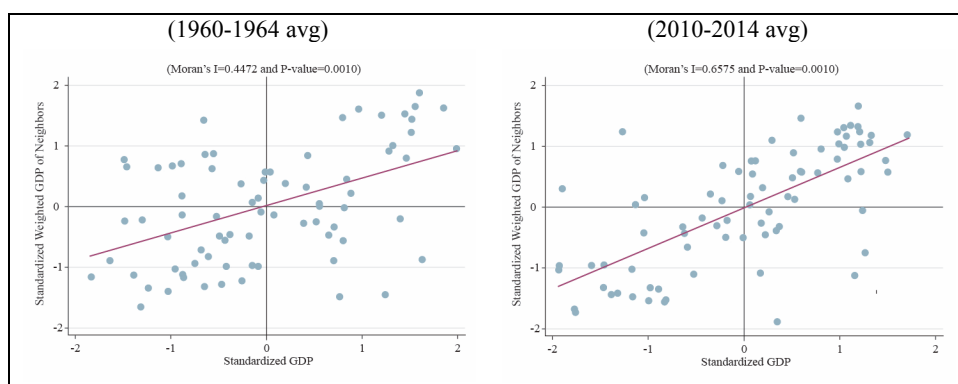 (1960-1964 avg)
(Moran's I=0.4472 and P-value=0.0010)
Standardized Weighted GDP of Neighbors
2
1
0
-1
-2
-2
-1
0
1
2
Standardized GDP
(2010-2014 avg)
(Moran's I=0.6575 and P-value=0.0010)
Standardized Weighted GDP of Neighbors
2
1
0
-1
-2
-2
-1
0
1
2
Standardized GDP